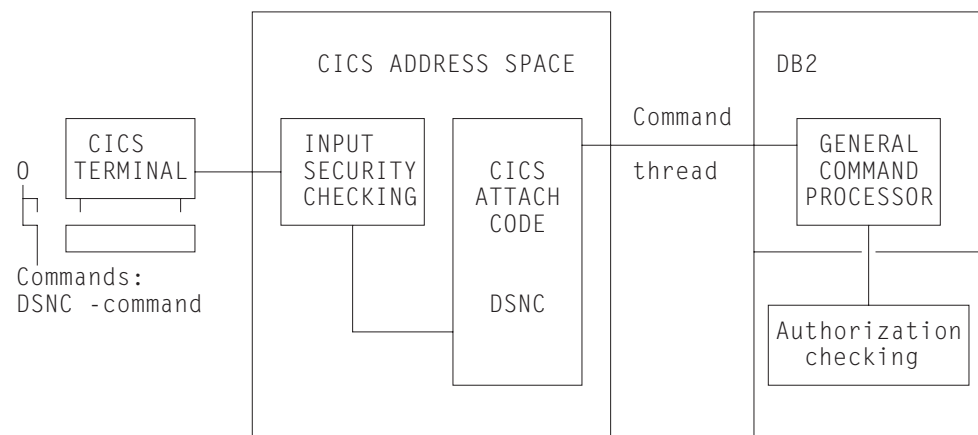 CICS ADDRESS SPACE
DB2
CICS
TERMINAL
O
Commands:
DSNC -command
INPUT
SECURITY
CHECKING
CICS
ATTACH
CODE
DSNC
Command
thread
GENERAL
COMMAND
PROCESSOR
Authorization
checking